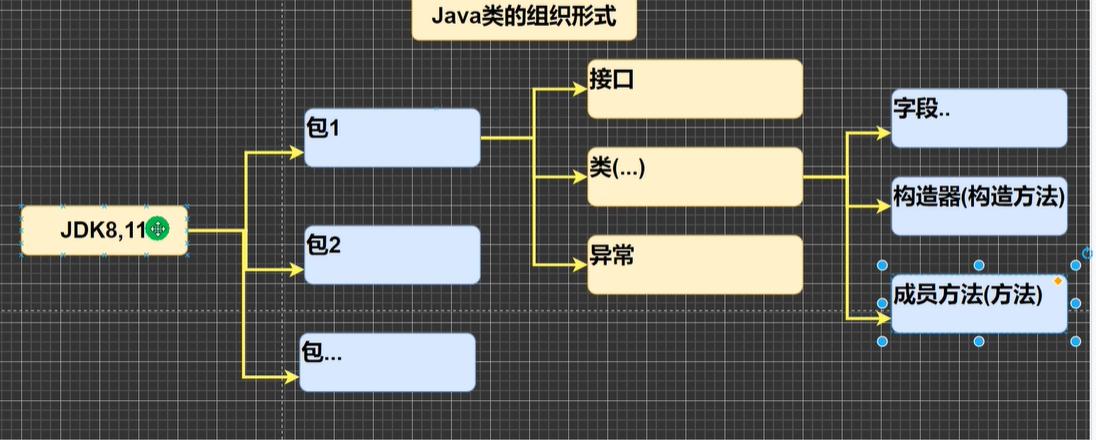 Java类的组织形式
JDK8,11
包1
包2
包...
接口
类(...)
异常
字段..
构造器(构造方法)
成员方法(方法)